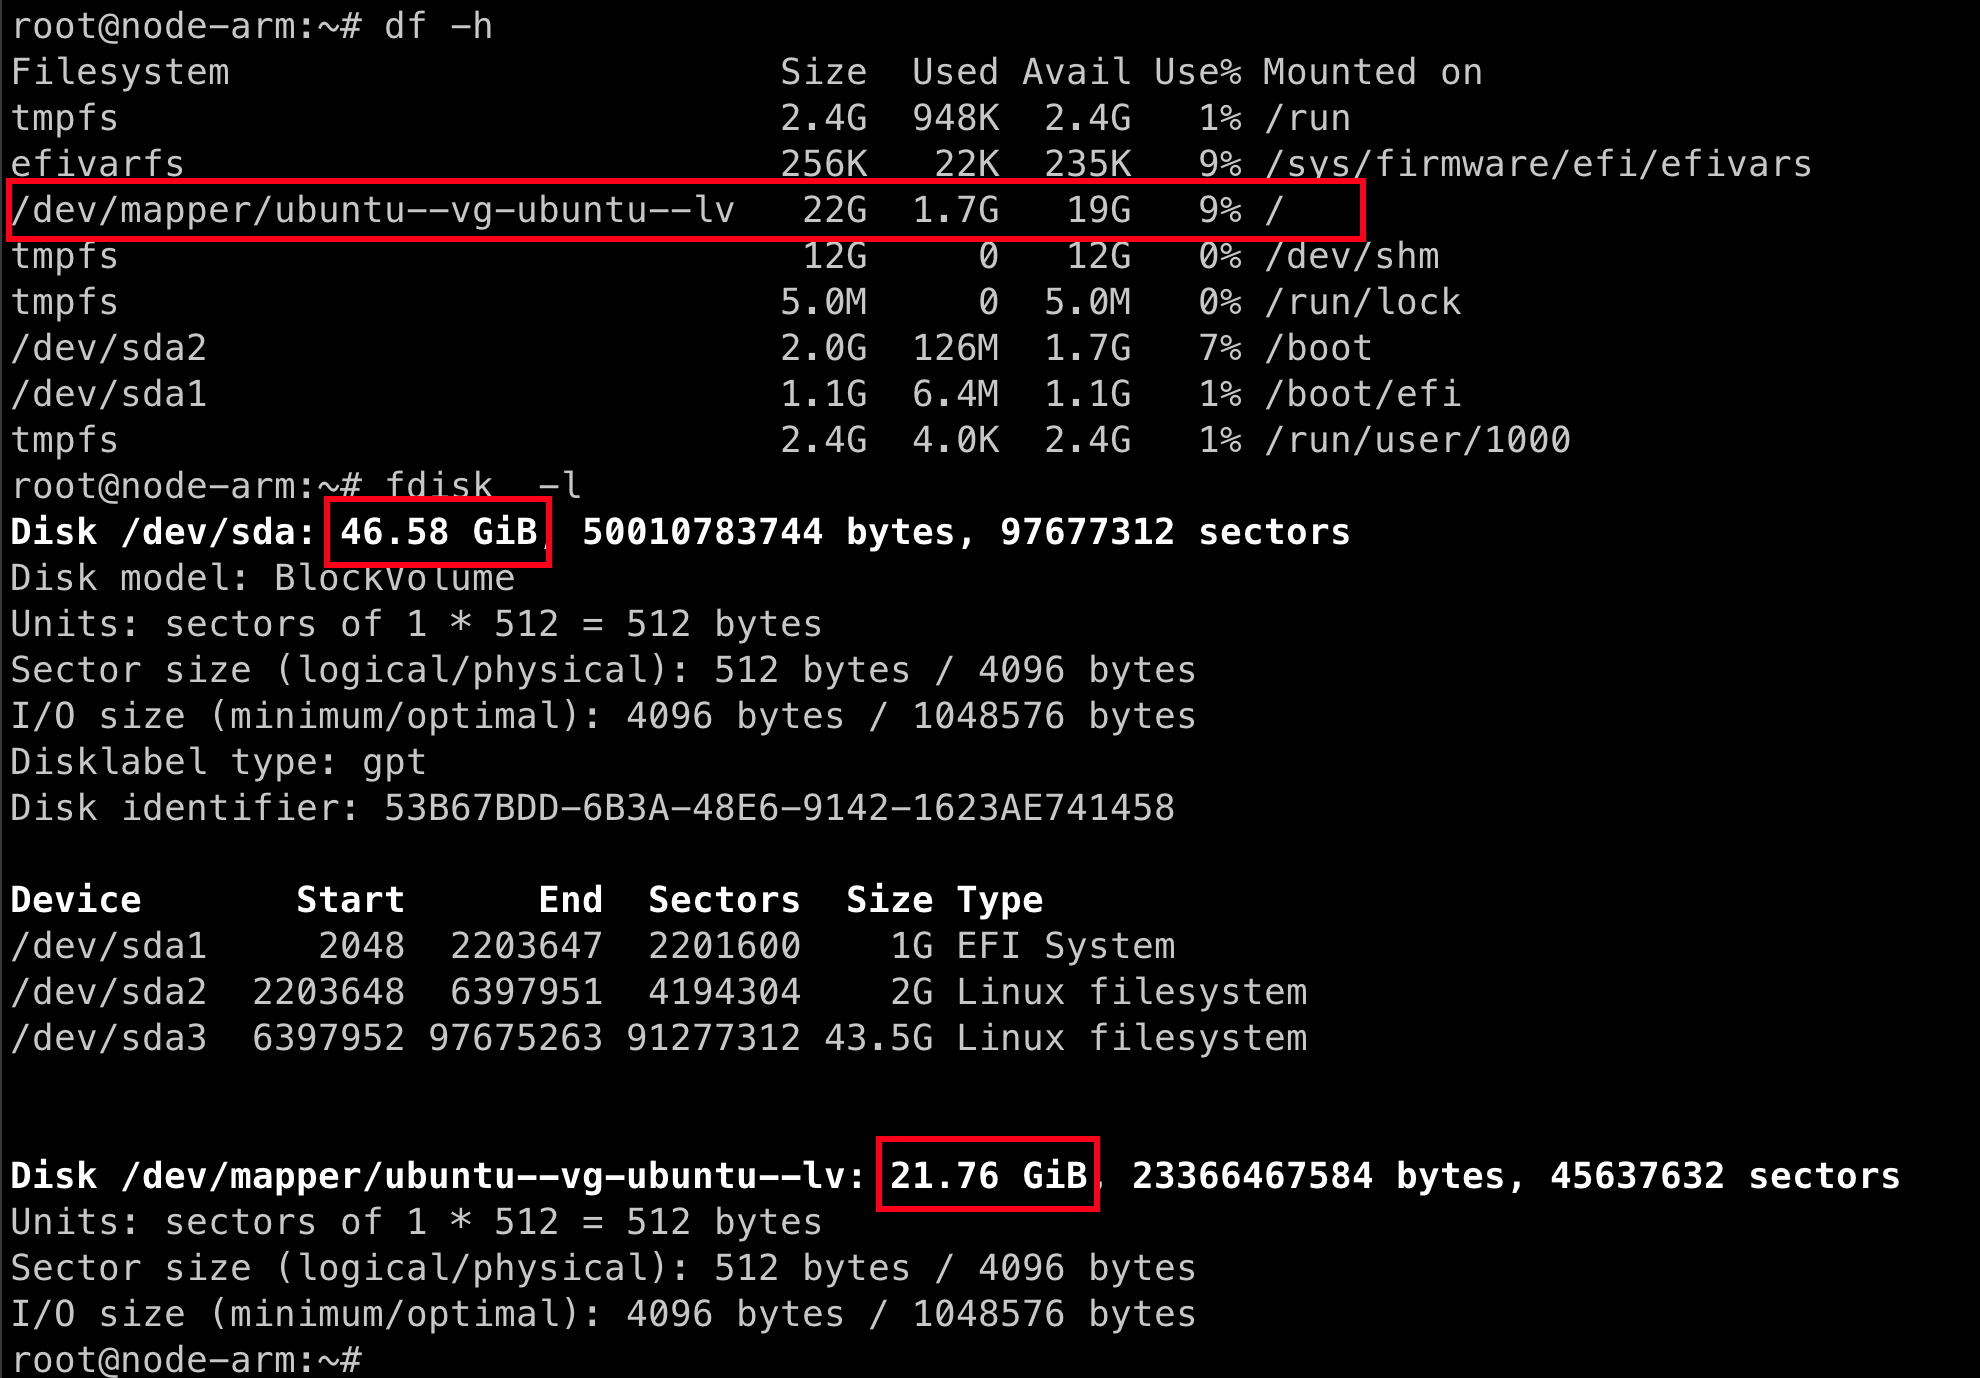 root@node-arm:~# df -h
Filesystem                         Size  Used Avail Use% Mounted on
tmpfs                              2.4G  948K  2.4G   1% /run
efivarfs                           256K   22K  235K   9% /sys/firmware/efi/efivars
/dev/mapper/ubuntu--vg-ubuntu--lv   22G  1.7G   19G   9% /
tmpfs                               12G     0   12G   0% /dev/shm
tmpfs                              5.0M     0  5.0M   0% /run/lock
/dev/sda2                          2.0G  126M  1.7G   7% /boot
/dev/sda1                          1.1G  6.4M  1.1G   1% /boot/efi
tmpfs                              2.4G  4.0K  2.4G   1% /run/user/1000
root@node-arm:~# fdisk  -l
Disk /dev/sda: 46.58 GiB, 50010783744 bytes, 97677312 sectors
Disk model: BlockVolume
Units: sectors of 1 * 512 = 512 bytes
Sector size (logical/physical): 512 bytes / 4096 bytes
I/O size (minimum/optimal): 4096 bytes / 1048576 bytes
Disklabel type: gpt
Disk identifier: 53B67BDD-6B3A-48E6-9142-1623AE741458
Device       Start      End  Sectors  Size Type
/dev/sda1     2048  2203647  2201600    1G EFI System
/dev/sda2  2203648  6397951  4194304    2G Linux filesystem
/dev/sda3  6397952 97675263 91277312 43.5G Linux filesystem
Disk /dev/mapper/ubuntu--vg-ubuntu--lv: 21.76 GiB, 23366467584 bytes, 45637632 sectors
Units: sectors of 1 * 512 = 512 bytes
Sector size (logical/physical): 512 bytes / 4096 bytes
I/O size (minimum/optimal): 4096 bytes / 1048576 bytes
root@node-arm:~#